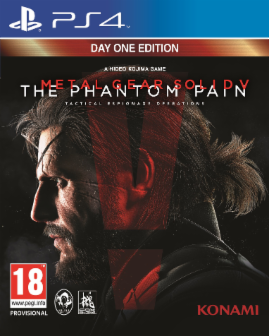 PS4
DAY ONE EDITION
A HIDEO KOJIMA GAME
METAL GEAR SOLID V
THE PHANTOM PAIN
TACTICAL ESPIONAGE OPERATIONS
18
www.pegi.info
PROVISIONAL
KONAMI